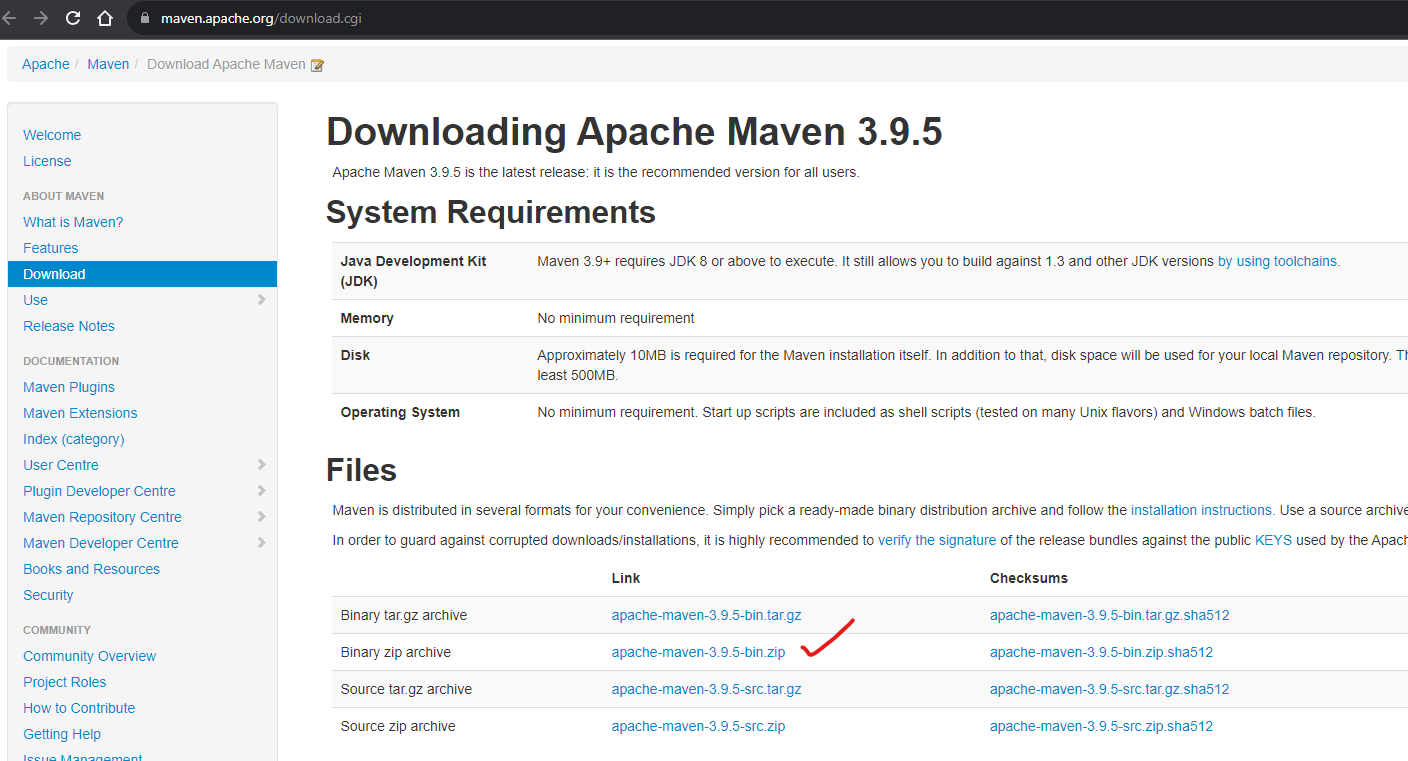 maven.apache.org/download.cgi
Apache / Maven / Download Apache Maven
Welcome
License
ABOUT MAVEN
What is Maven?
Features
Download
Use
Release Notes
DOCUMENTATION
Maven Plugins
Maven Extensions
Index (category)
User Centre
Plugin Developer Centre
Maven Repository Centre
Maven Developer Centre
Books and Resources
Security
COMMUNITY
Community Overview
Project Roles
How to Contribute
Getting Help
Issue Management
Downloading Apache Maven 3.9.5
Apache Maven 3.9.5 is the latest release: it is the recommended version for all users.
System Requirements
Java Development Kit (JDK) Maven 3.9+ requires JDK 8 or above to execute. It still allows you to build against 1.3 and other JDK versions by using toolchains.
Memory No minimum requirement
Disk Approximately 10MB is required for the Maven installation itself. In addition to that, disk space will be used for your local Maven repository.
least 500MB.
Operating System No minimum requirement. Start up scripts are included as shell scripts (tested on many Unix flavors) and Windows batch files.
Files
Maven is distributed in several formats for your convenience. Simply pick a ready-made binary distribution archive and follow the installation instructions. Use a source archive
In order to guard against corrupted downloads/installations, it is highly recommended to verify the signature of the release bundles against the public KEYS used by the Apach
Link Checksums
Binary tar.gz archive apache-maven-3.9.5-bin.tar.gz apache-maven-3.9.5-bin.tar.gz.sha512
Binary zip archive apache-maven-3.9.5-bin.zip apache-maven-3.9.5-bin.zip.sha512
Source tar.gz archive apache-maven-3.9.5-src.tar.gz apache-maven-3.9.5-src.tar.gz.sha512
Source zip archive apache-maven-3.9.5-src.zip apache-maven-3.9.5-src.zip.sha512